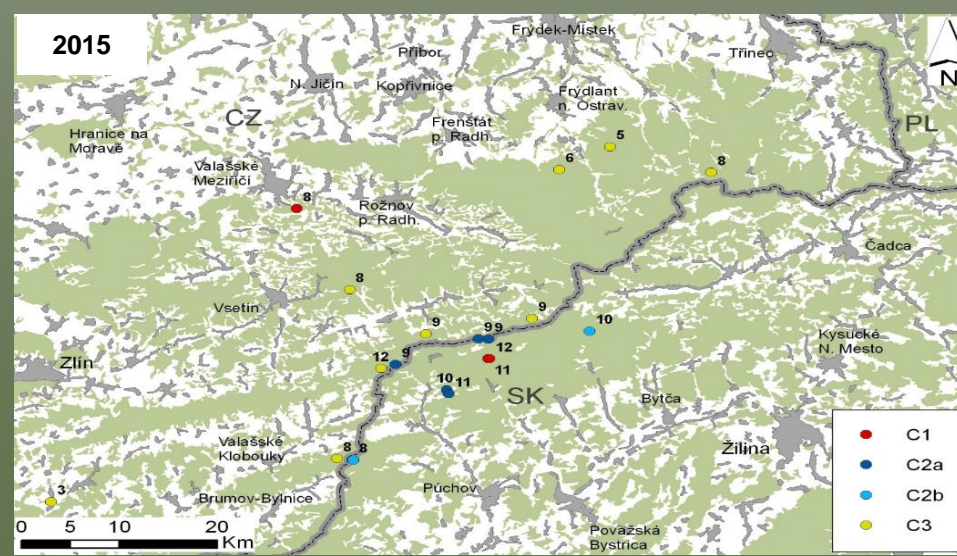 2015
Frýdek-Místek
Příbor
Třinec
N. Jičín
Kopřivnice
Frýdlant
n. Ostrav.
N
CZ
PL
Hranice na
Moravě
Frenštát
p. Radh.
5
6
8
Valašské
Meziříčí
8
Rožnov
p. Radh.
Čadca
8
Vsetín
9
9
9 9
10
Kysucké
N. Mesto
Zlín
12
9
12
11
10
11
SK
Bytča
C1
Žilina
C2a
Valašské
Klobouky
8 8
C2b
3
Brumov-Bylnice
Púchov
C3
0 5 10 20
Km
Považská
Bystrica